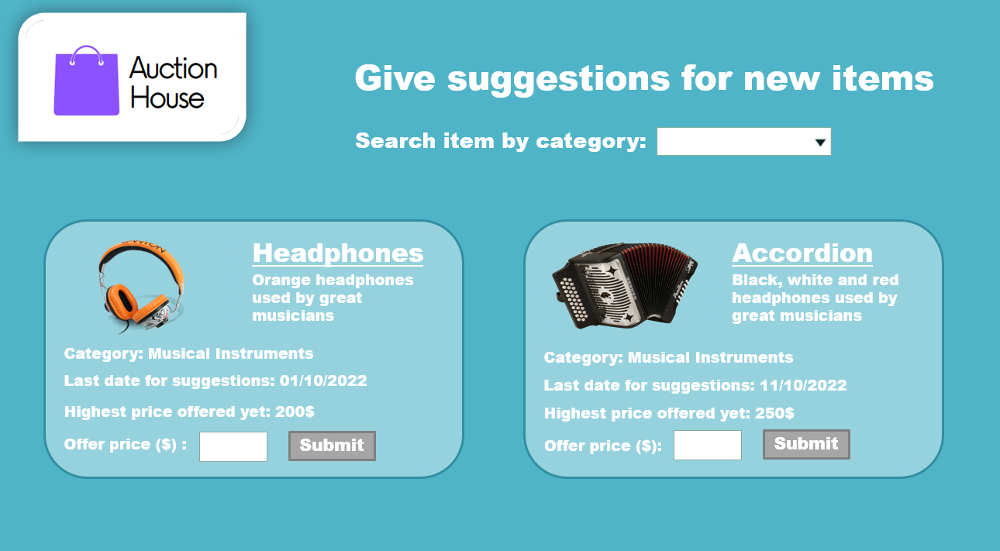 Auction
House
Give suggestions for new items
Search item by category:
Headphones
Orange headphones
used by great
musicians
Category: Musical Instruments
Last date for suggestions: 01/10/2022
Highest price offered yet: 200$
Offer price ($) :
Submit
Accordion
Black, white and red
headphones used by
great musicians
Category: Musical Instruments
Last date for suggestions: 11/10/2022
Highest price offered yet: 250$
Offer price ($):
Submit